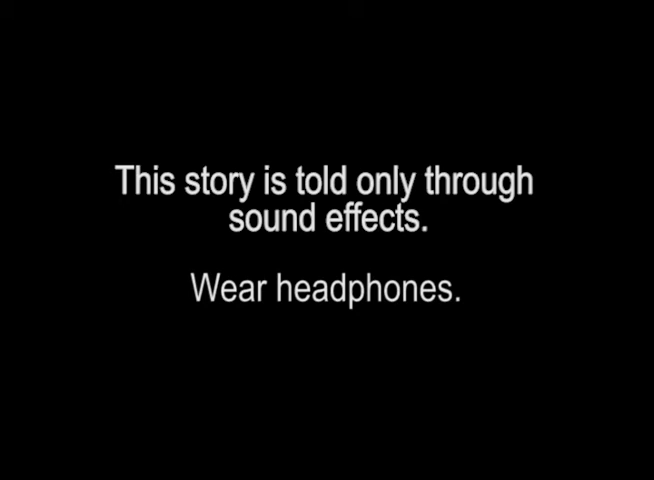 This story is told only through
sound effects.
Wear headphones.